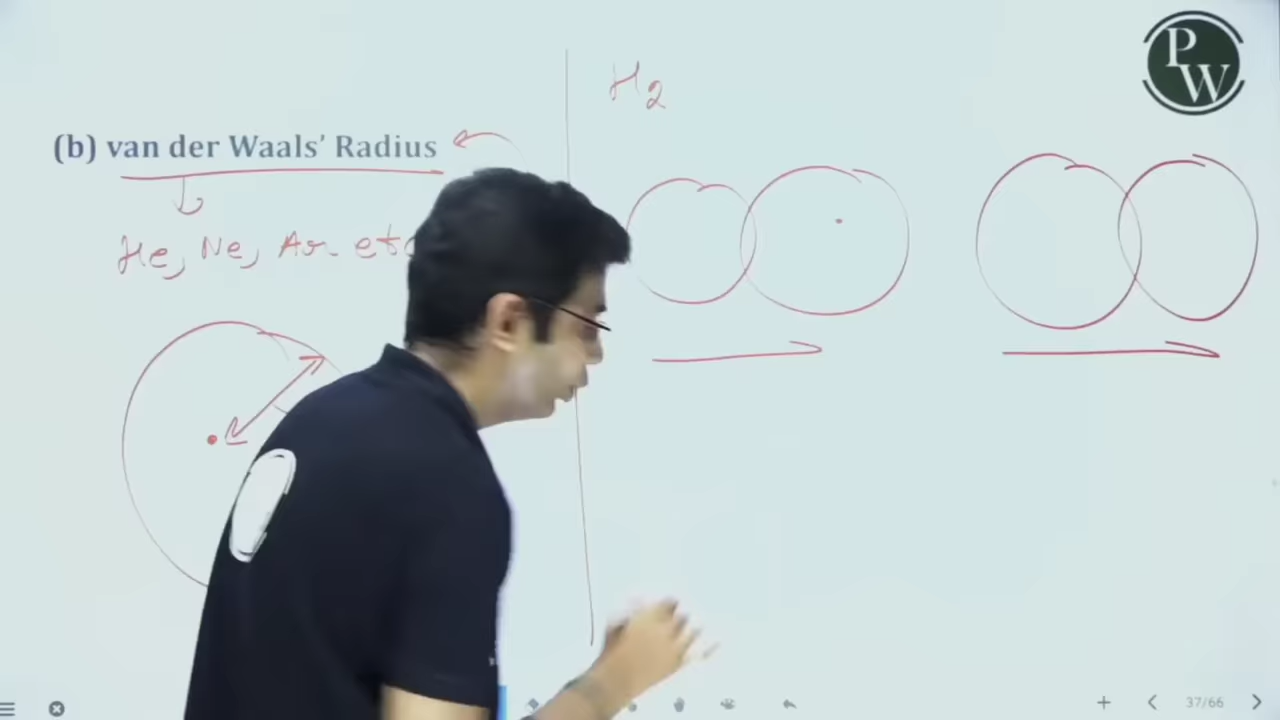 P
W
H2
(b) van der Waals’ Radius
He, Ne, Ar etc
37/66